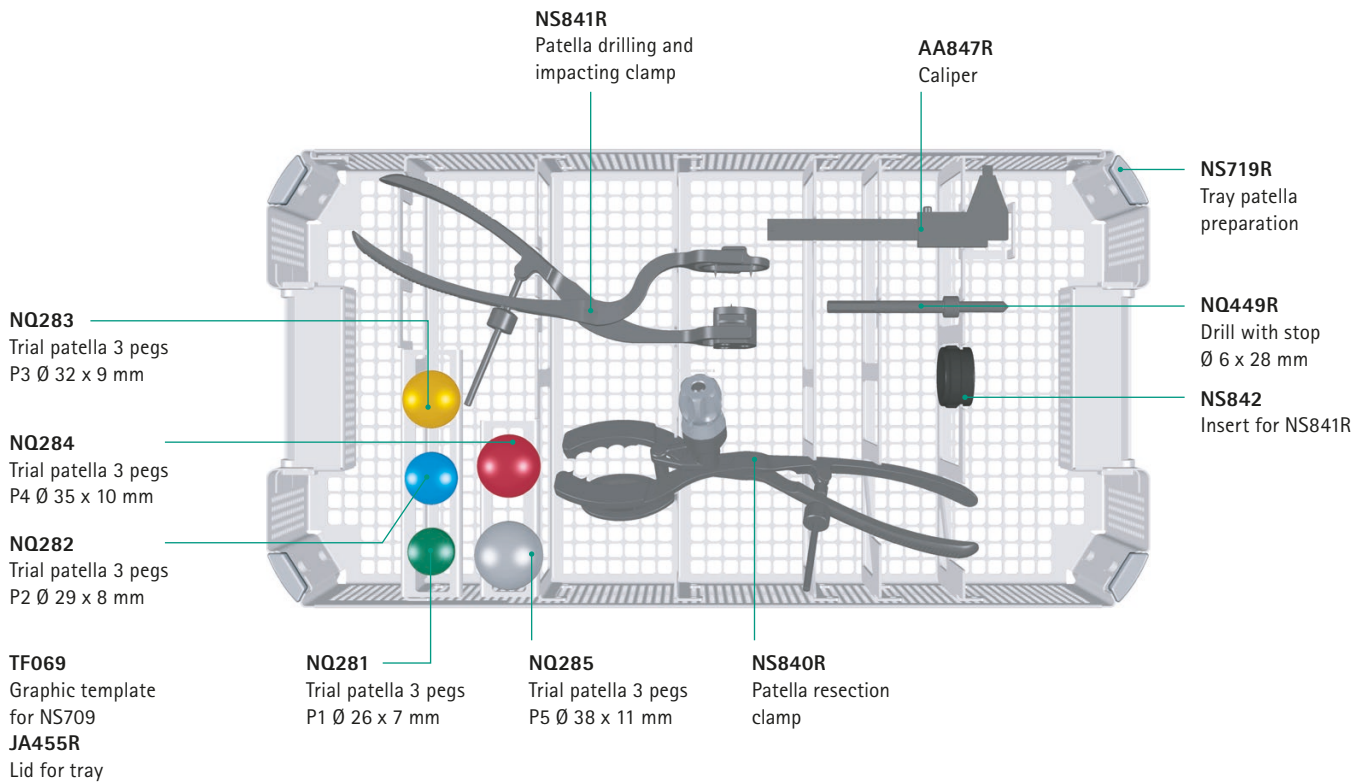 NS841R
Patella drilling and
impacting clamp
AA847R
Caliper
NS719R
Tray patella
preparation
NQ283
Trial patella 3 pegs
P3 Ø 32 x 9 mm
NQ449R
Drill with stop
Ø 6 x 28 mm
NS842
Insert for NS841R
NQ284
Trial patella 3 pegs
P4 Ø 35 x 10 mm
NQ282
Trial patella 3 pegs
P2 Ø 29 x 8 mm
TF069
Graphic template
for NS709
JA455R
Lid for tray
NQ281
Trial patella 3 pegs
P1 Ø 26 x 7 mm
NQ285
Trial patella 3 pegs
P5 Ø 38 x 11 mm
NS840R
Patella resection
clamp